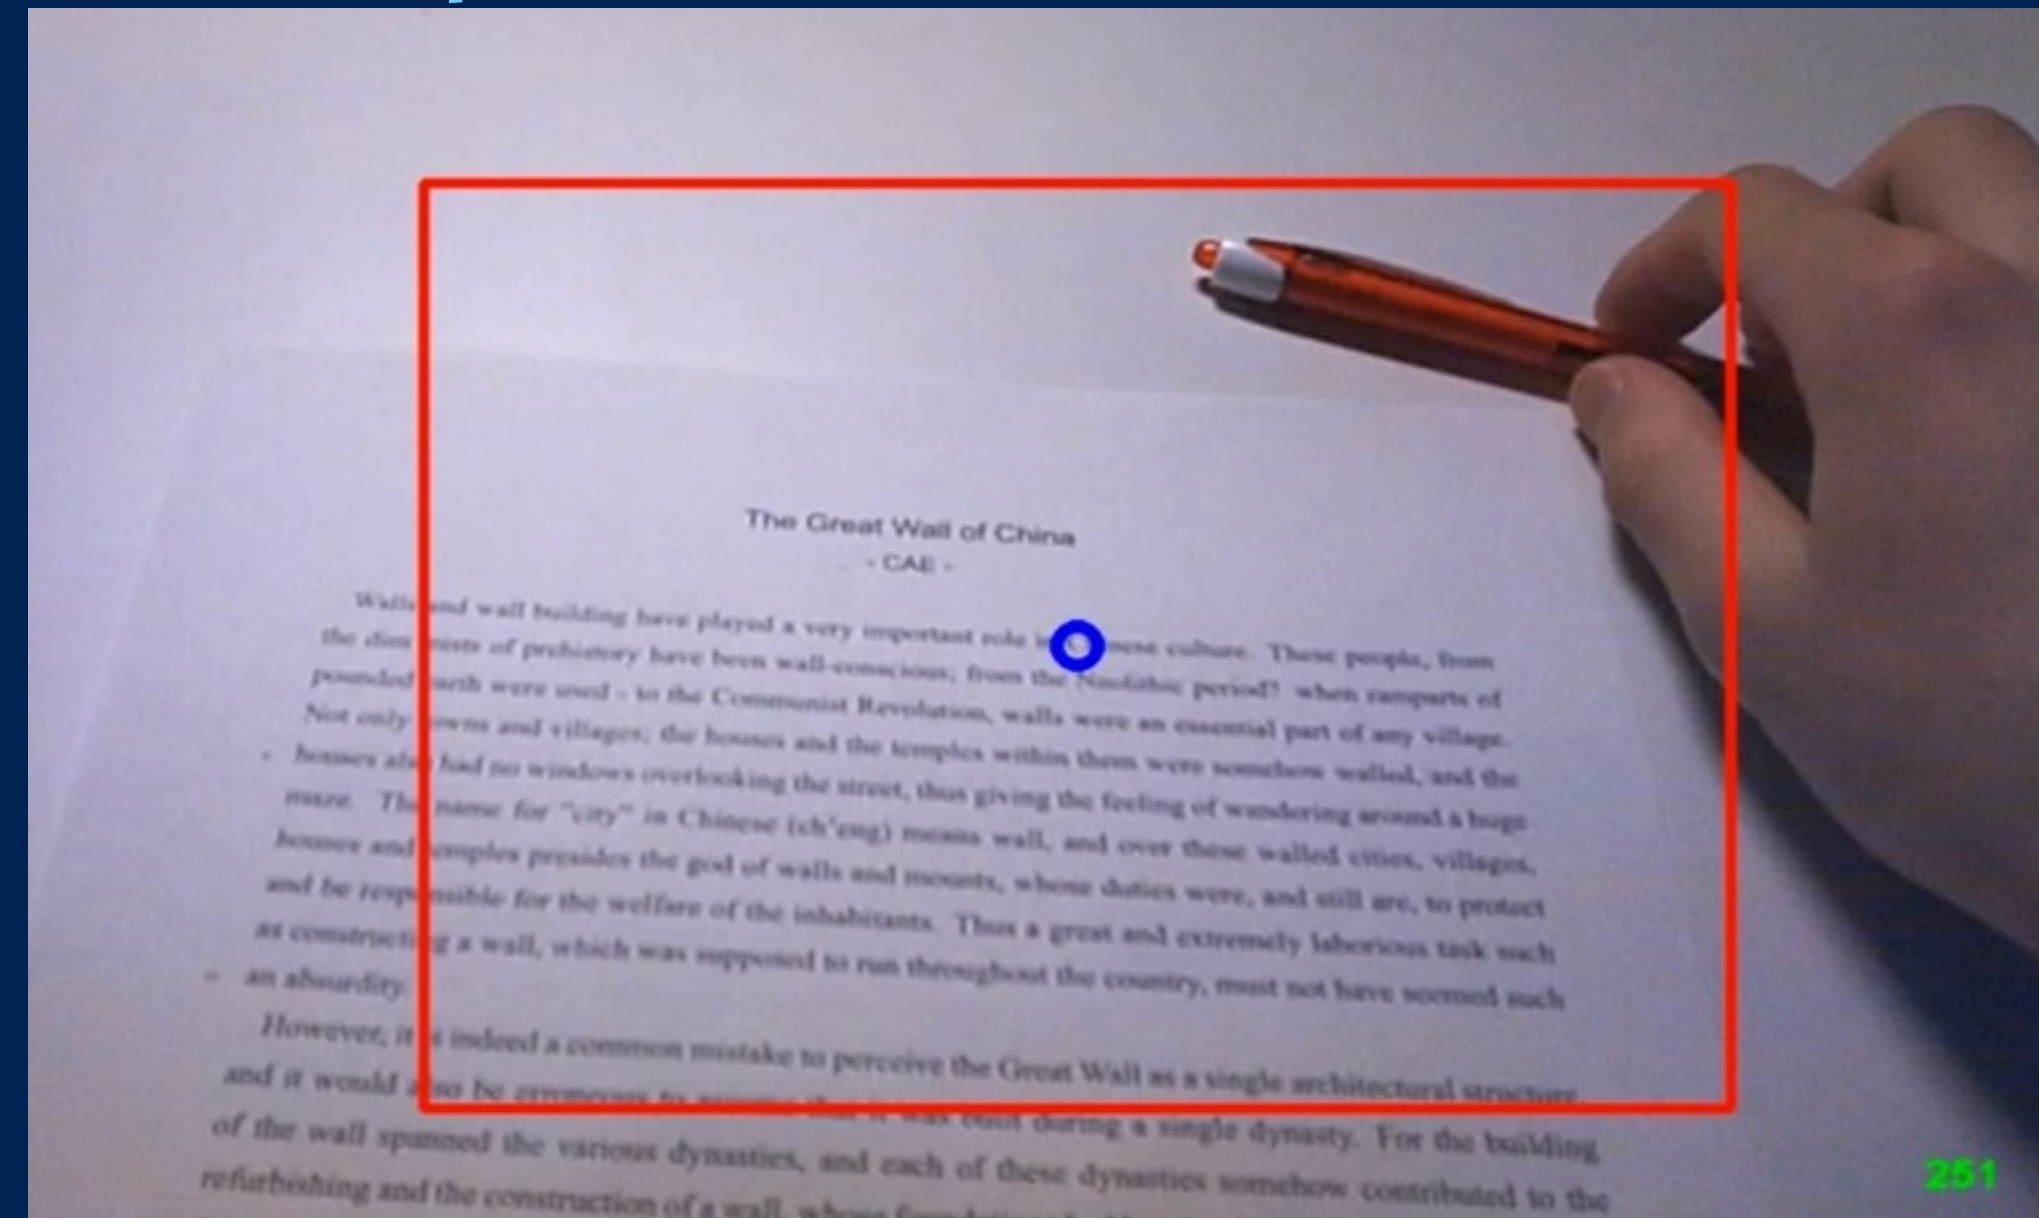 The Great Wall of China
- CAE -
Walls and wall building have played a very important role in nese culture. These people, from
the dim mists of prehistory have been wall-conscious; from the Neolithic period? when ramparts of
pounded earth were used - to the Communist Revolution, walls were an essential part of any village.
Not only towns and villages; the houses and the temples within them were somehow walled, and the
houses also had no windows overlooking the street, thus giving the feeling of wandering around a huge
maze. The name for "city" in Chinese (ch'eng) means wall, and over these walled cities, villages,
houses and temples presides the god of walls and mounts, whose duties were, and still are, to protect
and be responsible for the welfare of the inhabitants. Thus a great and extremely laborious task such
as constructing a wall, which was supposed to run throughout the country, must not have seemed such
an absurdity.
However, it is indeed a common mistake to perceive the Great Wall as a single architectural structure,
and it would also be erroneous to assume that it was built during a single dynasty. For the building
of the wall spanned the various dynasties, and each of these dynasties somehow contributed to the
refurbishing and the construction of a wall, whose
251